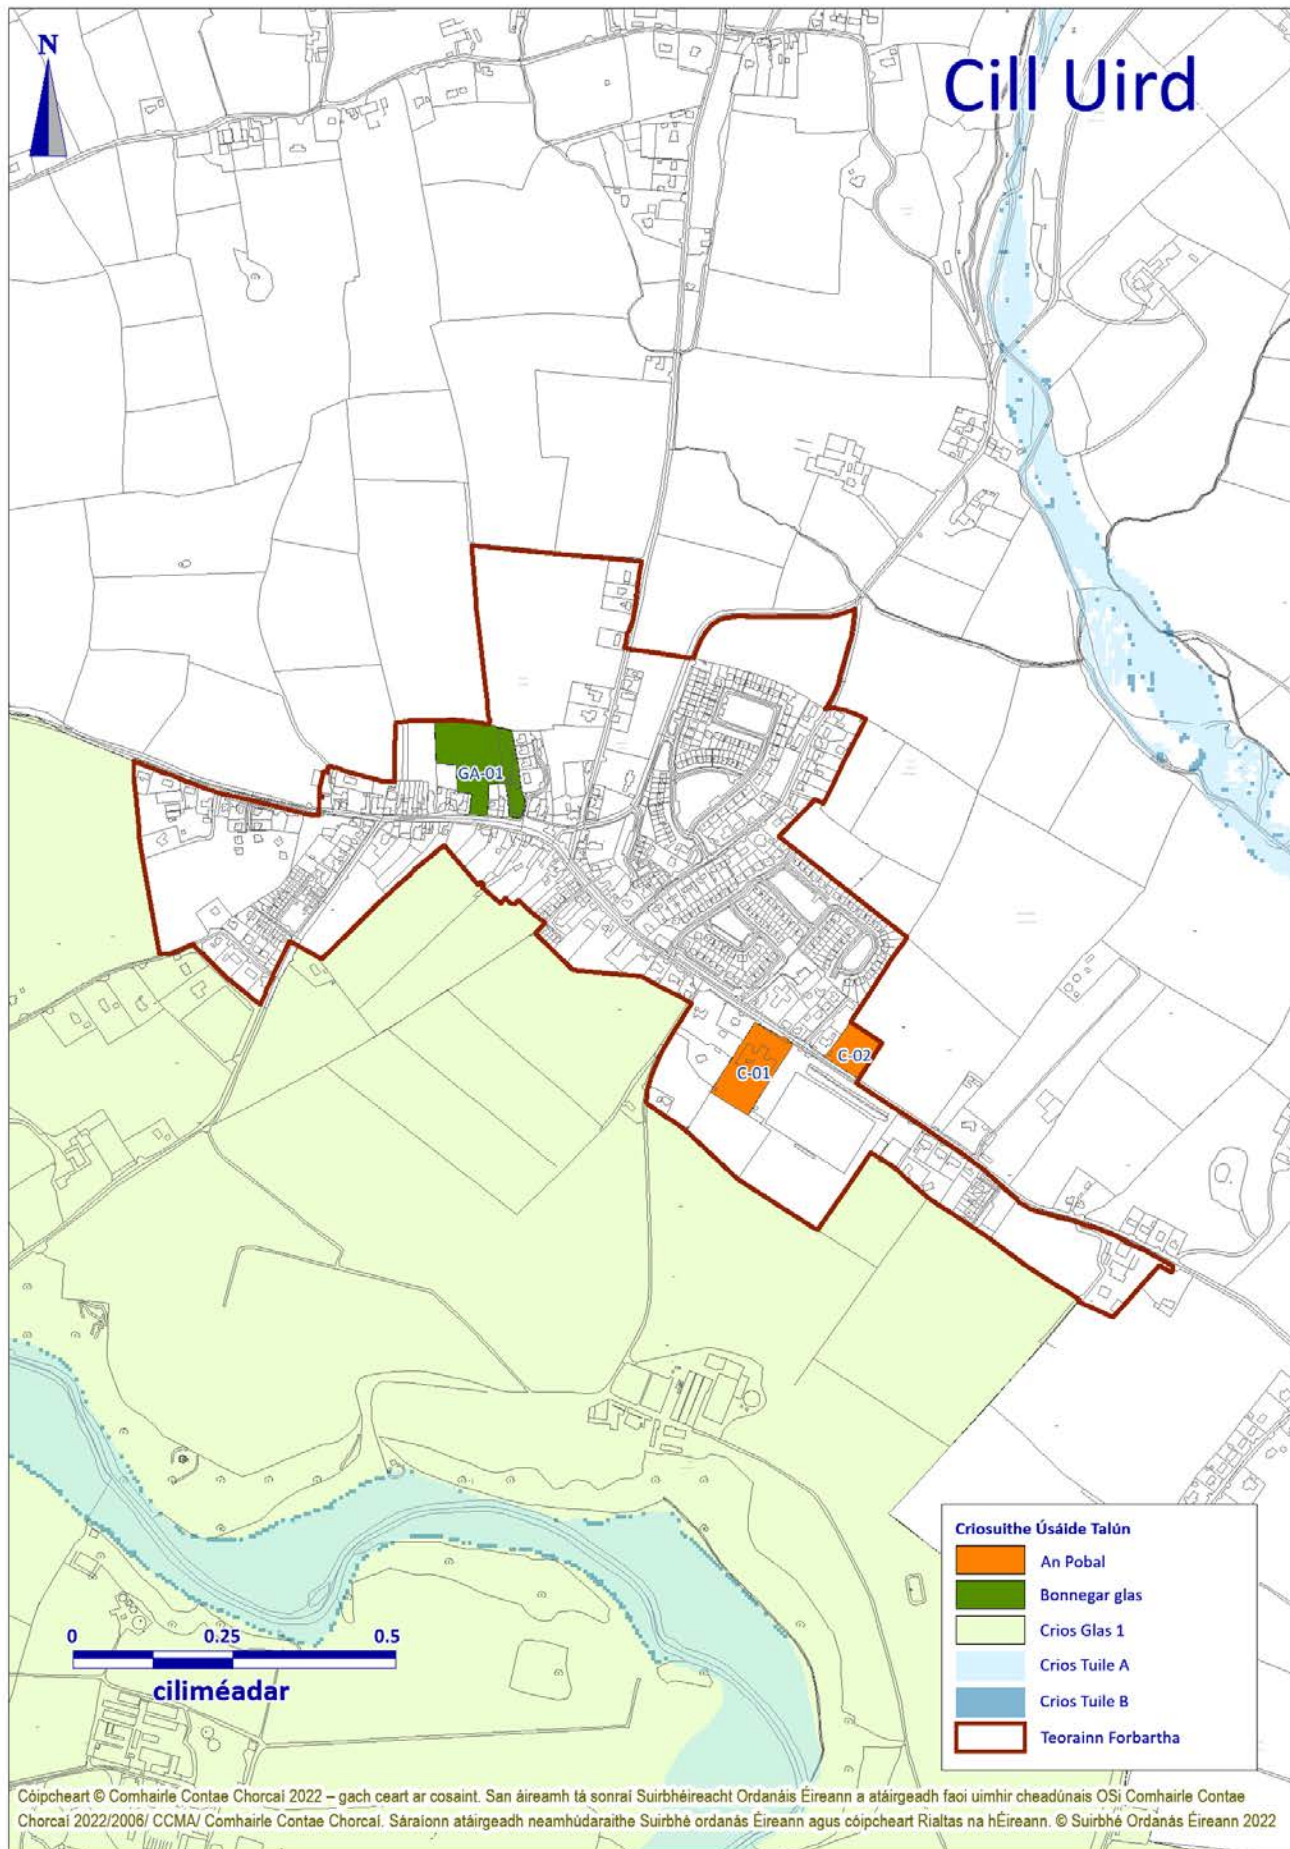 N
Cill Uird
GA-01
C-02
C-01
Criosuithe Úsáide Talún
An Pobal
Bonnegar glas
Crios Glas 1
Crios Tuile A
Crios Tuile B
Teorainn Forbartha
0 0.25 0.5
ciliméadar
Cóipcheart © Comhairle Contae Chorcaí 2022 – gach ceart ar cosaint. San áireamh tá sonraí Suirbhéireacht Ordanáis Éireann a atáirgeadh faoi uimhir cheadúnais OSi Comhairle Contae
Chorcaí 2022/2006/ CCMA/ Comhairle Contae Chorcaí. Sáraíonn atáirgeadh neamhúdaraithe Suirbhé ordanás Éireann agus cóipcheart Rialtas na hÉireann. © Suirbhé Ordanás Éireann 2022